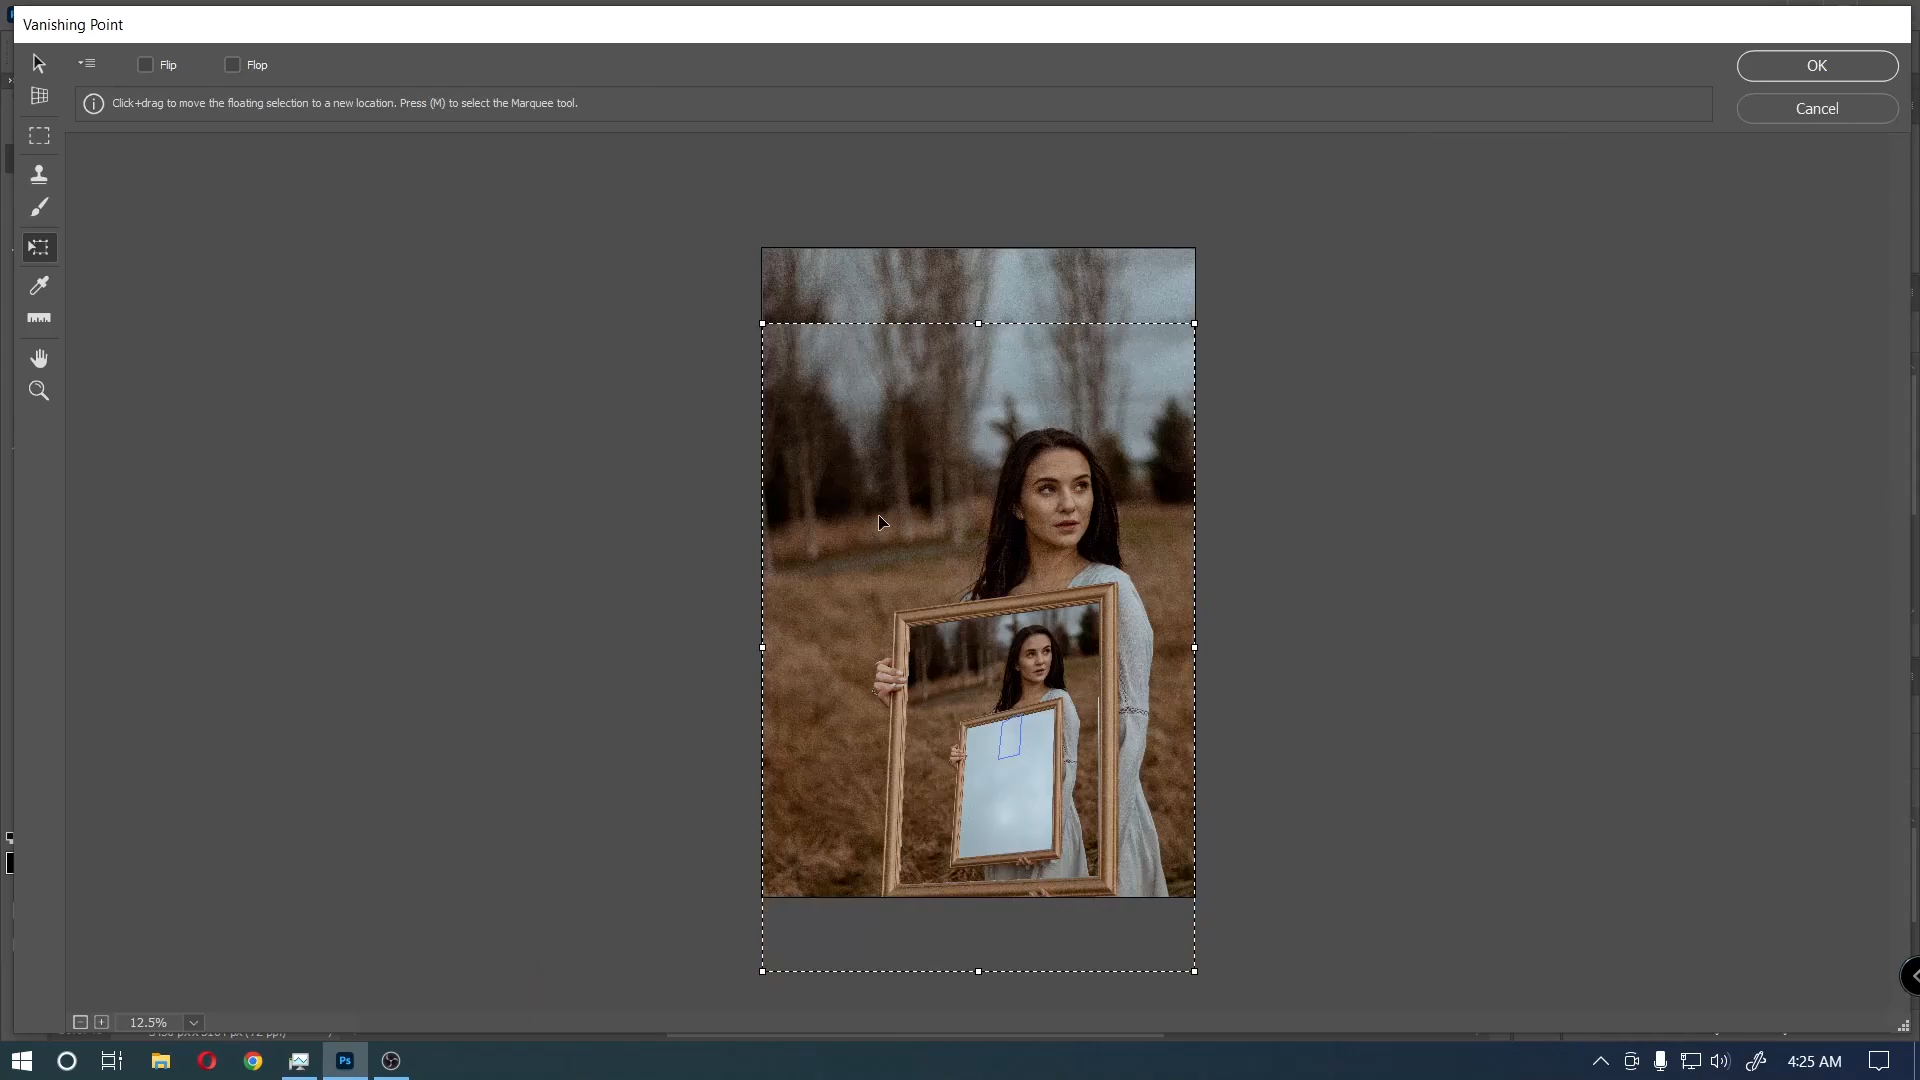 Vanishing Point
Flip
Flop
OK
Click+drag to move the floating selection to a new location. Press (M) to select the Marquee tool.
Cancel
12.5%
Ps
4:25 AM